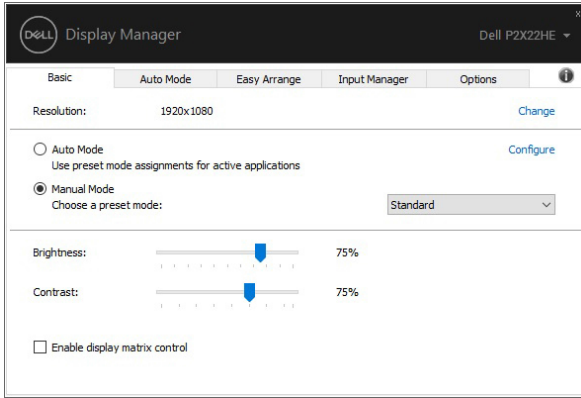 DELL Display Manager
Dell P2X22HE
Basic Auto Mode Easy Arrange Input Manager Options
Resolution: 1920x1080 Change
Auto Mode Configure
Use preset mode assignments for active applications
Manual Mode
Choose a preset mode: Standard
Brightness: 75%
Contrast: 75%
Enable display matrix control